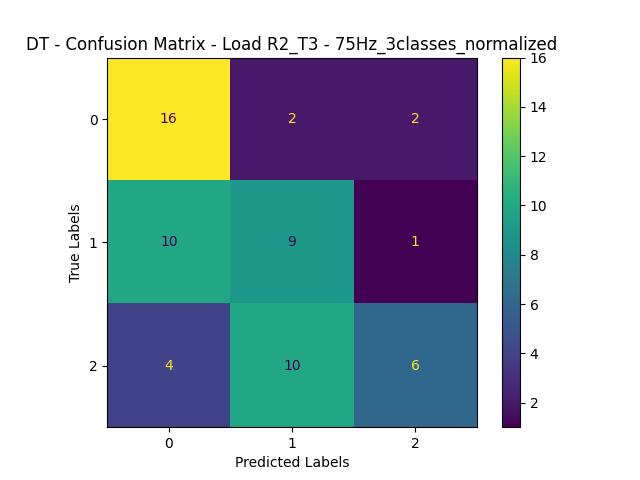 DT - Confusion Matrix - Load R2_T3 - 75Hz_3classes_normalized
0 16 2 2
1 10 9 1
2 4 10 6
0 1 2
Predicted Labels
True Labels
16
14
12
10
8
6
4
2